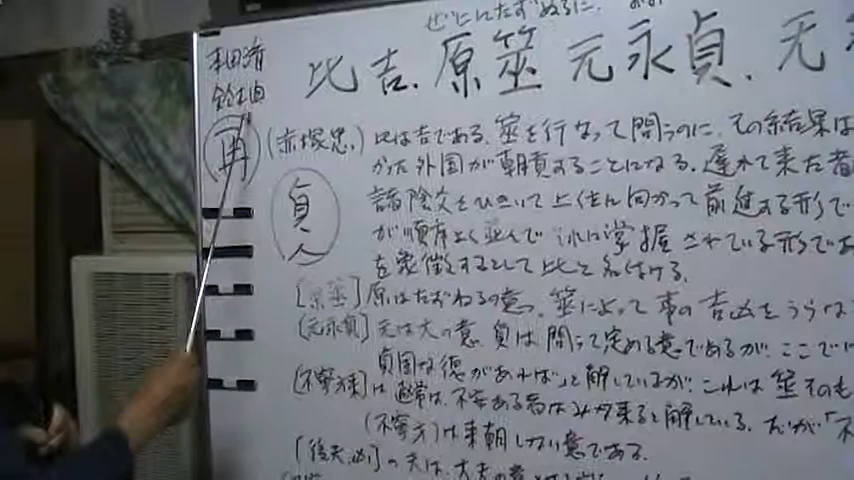 ぜひにたずぬるに.
比吉.原筮元永貞.无
本田済
鈴木由
再
(赤塚忠)
貞人
比は吉である。筮を行なって問うのに、その結果は
かった外国が朝貢することになる。遅れて来た者
諸陰爻をひきいて上位に向かって前進する形で
が順序よく並んで 掌握されている形であ
を象徴するとして比と名付ける。
[原筮]原はたずねるの意。筮によって事の吉凶をうらな
[元永貞]元は大の意 貞は問うて定める意であるが、ここで
貞固な徳があれば」と解しているが、これは筮そのも
[不寧方来]は通常は、不安ある者はみな来ると解している。だが「不
(不寧方)は来朝しない意である。
[後夫凶]の夫は、